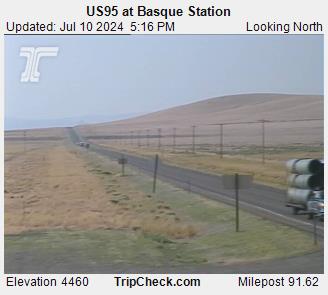 US95 at Basque Station
Updated: Jul 10 2024 5:16 PM Looking North
Elevation 4460 TripCheck.com Milepost 91.62